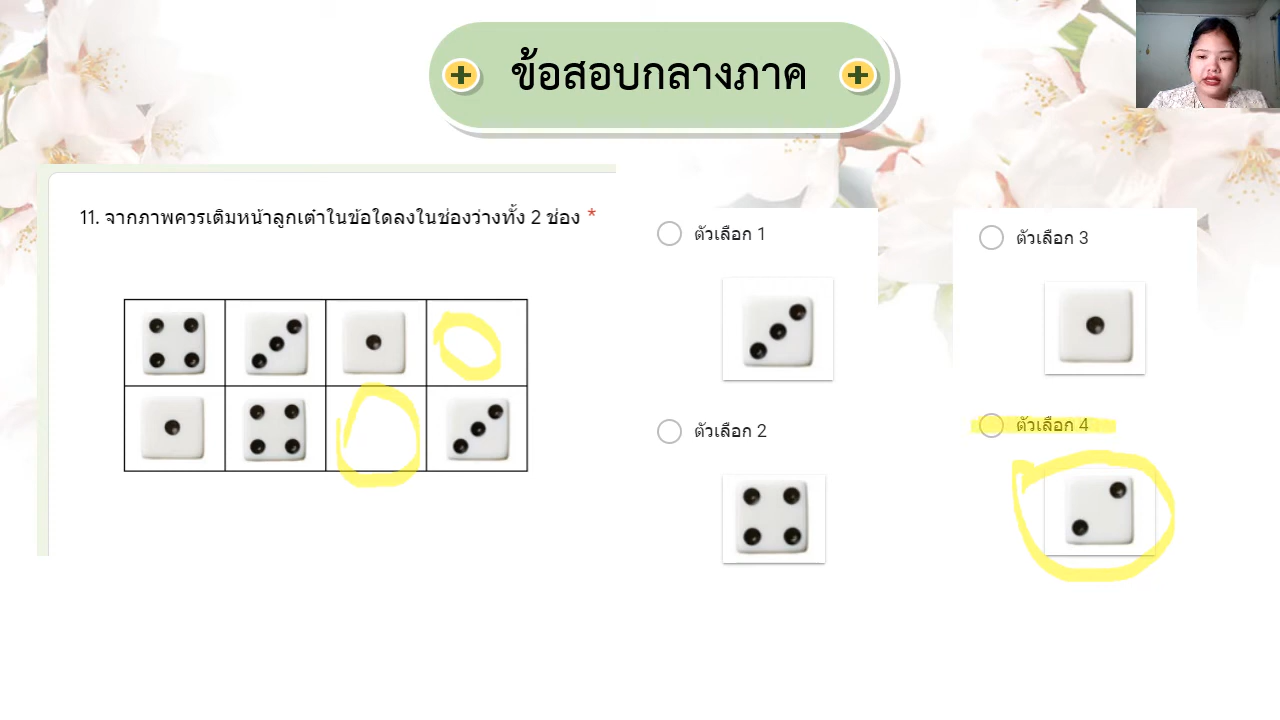 ข้อสอบกลางภาค
11. จากภาพควรเติมหน้าลูกเต๋าในข้อใดลงในช่องว่างทั้ง 2 ช่อง *
ตัวเลือก 1
ตัวเลือก 2
ตัวเลือก 3
ตัวเลือก 4